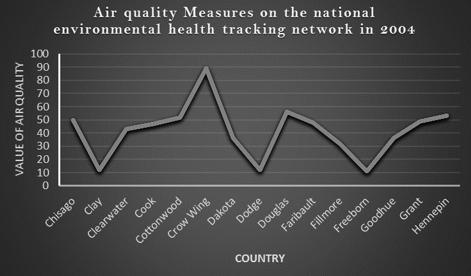 Air quality Measures on the national
environmental health tracking network in 2004
VALUE OF AIR QUALITY
100
90
80
70
60
50
40
30
20
10
0
Chisago
Clay
Clearwater
Cook
Cottonwood
Crow Wing
Dakota
Dodge
Douglas
Faribault
Fillmore
Freeborn
Goodhue
Grant
Hennepin
COUNTRY